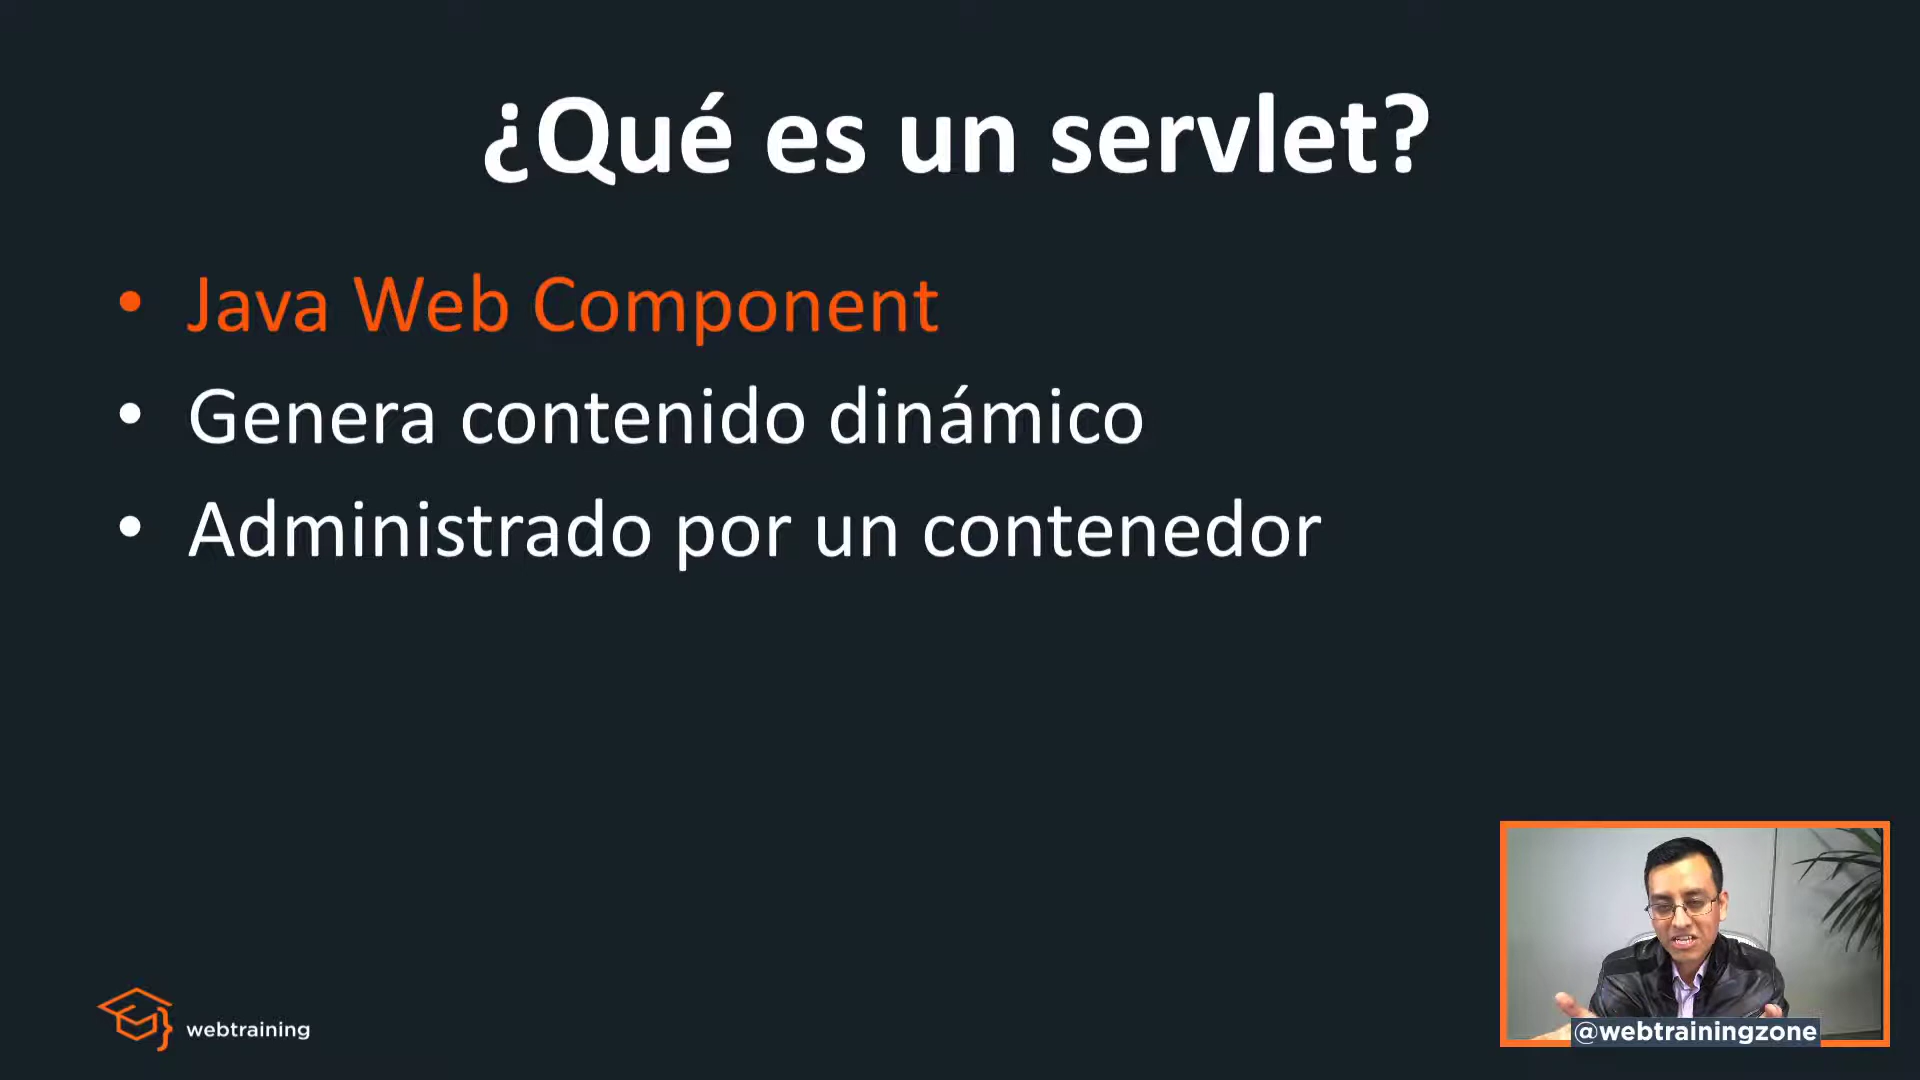 ¿Qué es un servlet?
• Java Web Component
• Genera contenido dinámico
• Administrado por un contenedor
webtraining
@webtrainingzone